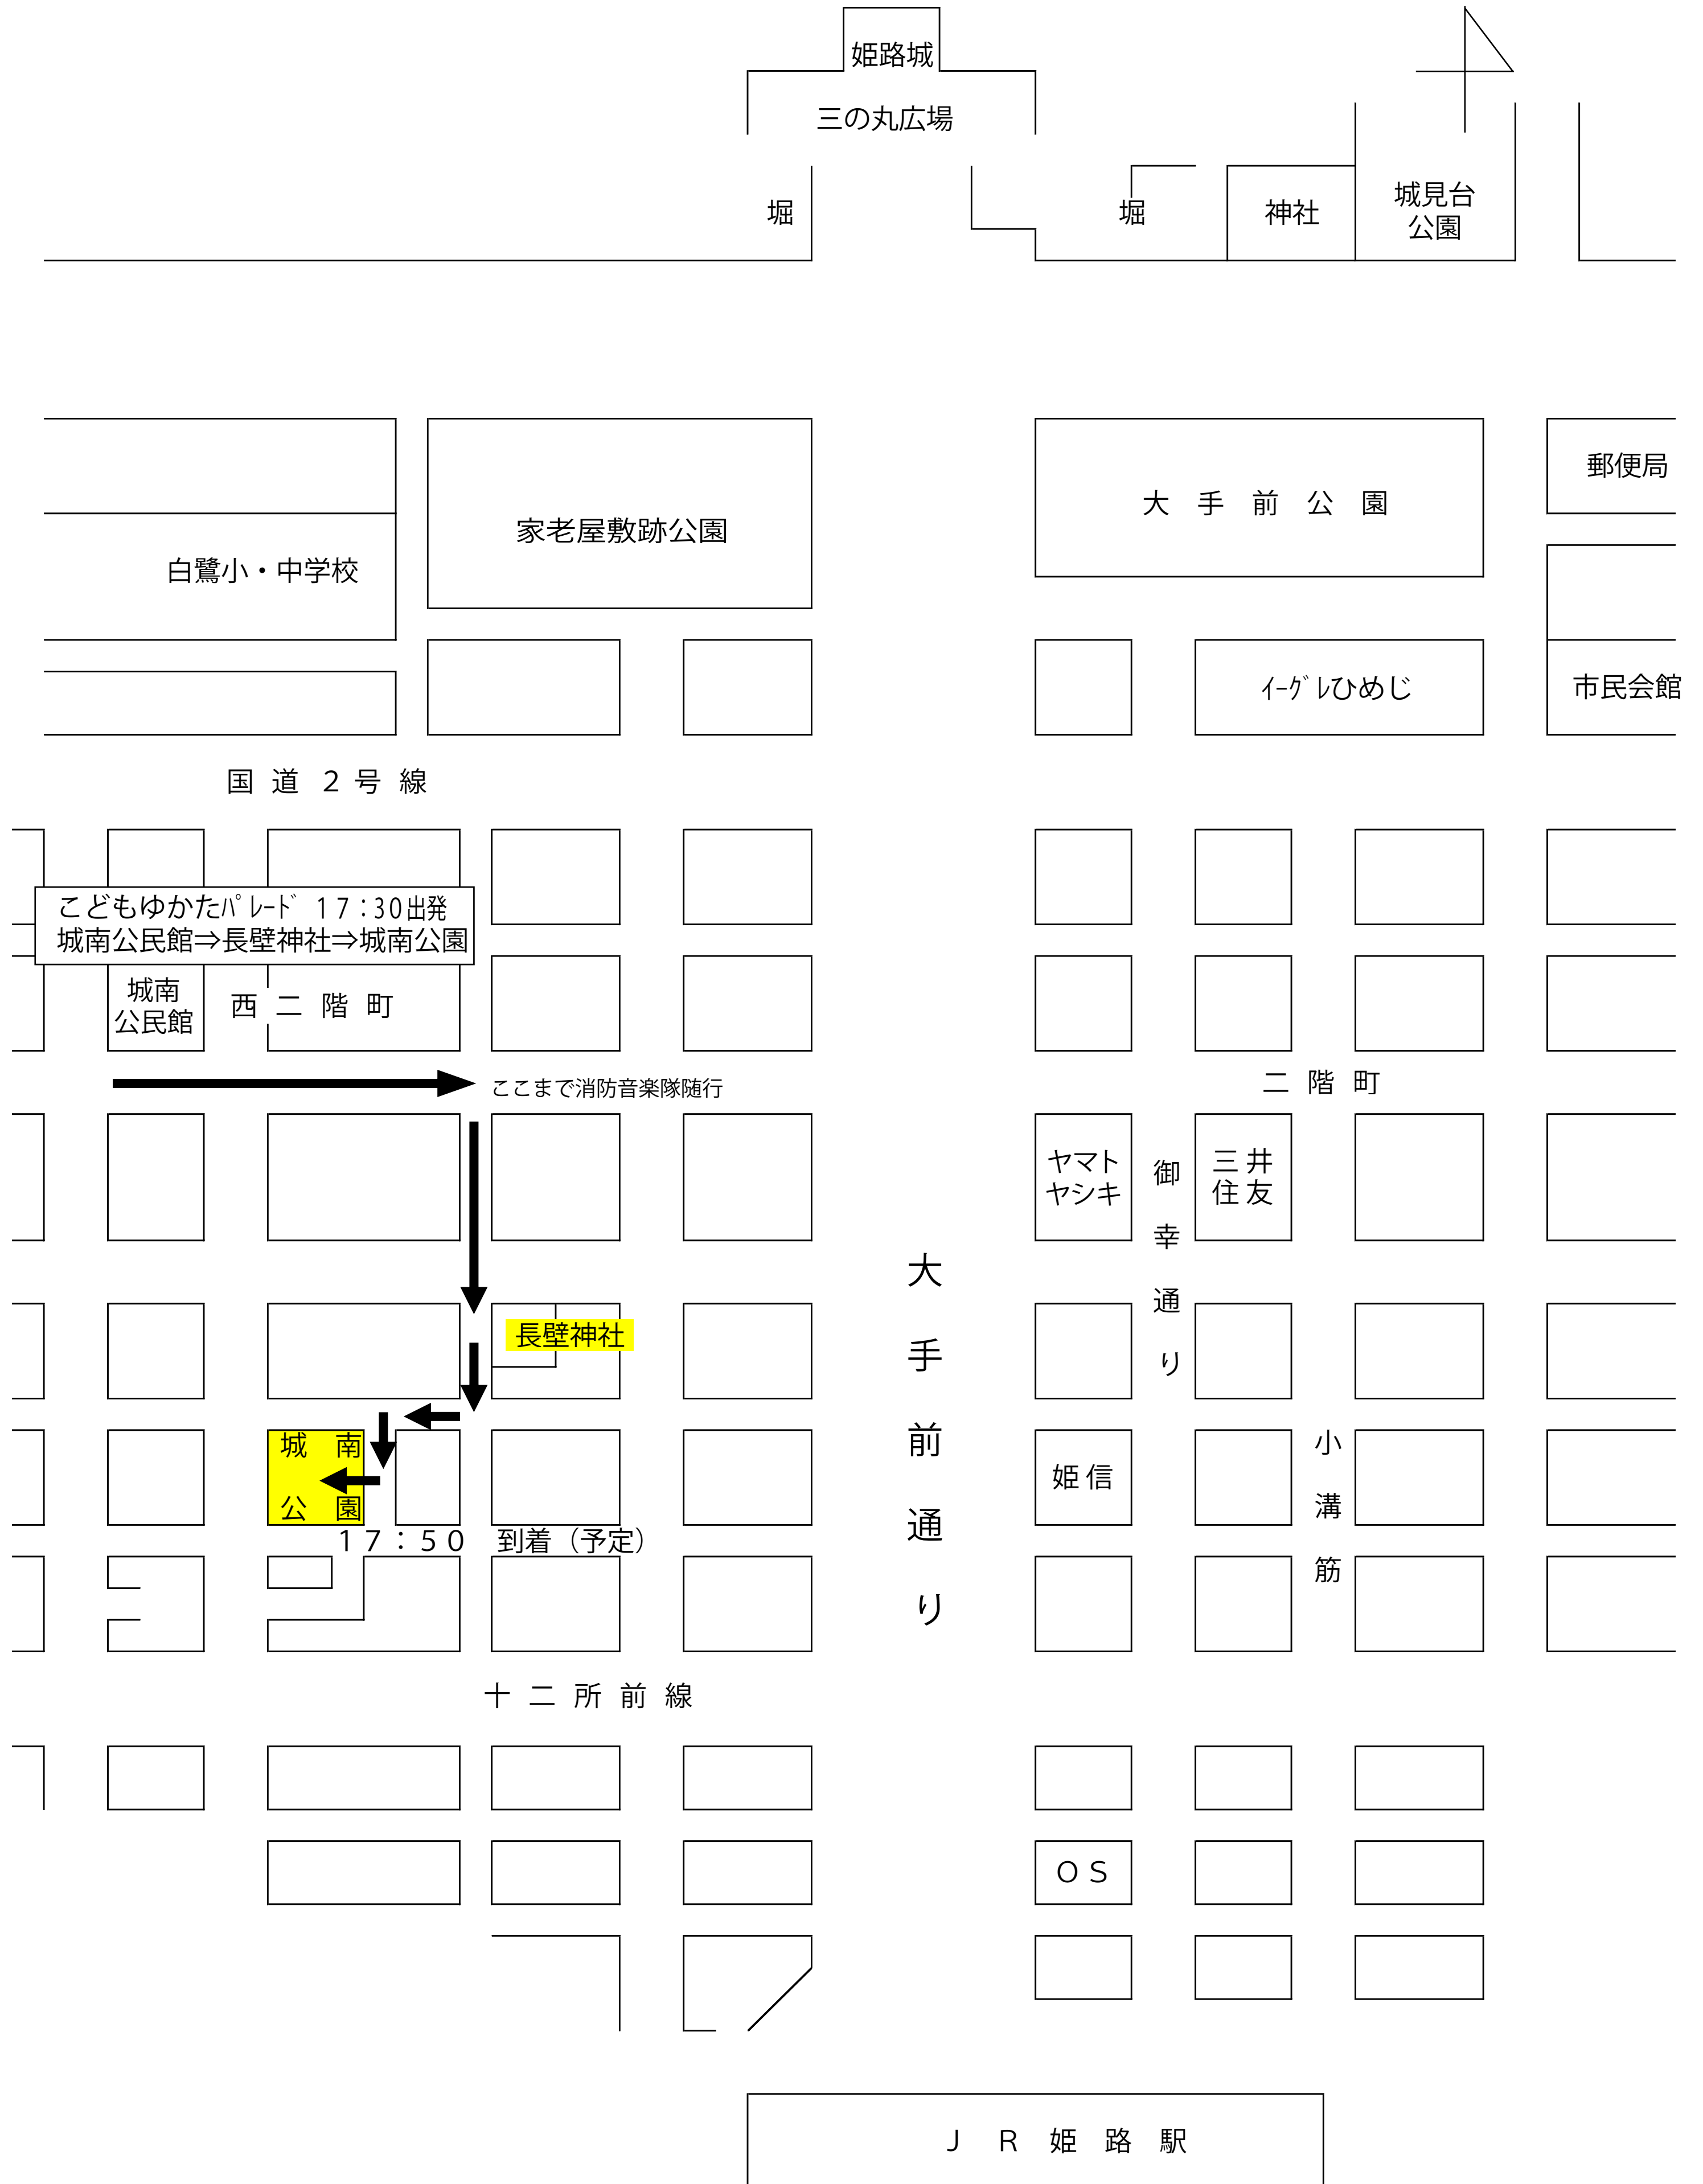 姫路城
三の丸広場
堀
堀
神社
城見台
公園
郵便局
大　手　前　公　園
家老屋敷跡公園
白鷺小・中学校
ｲｰｸﾞﾚひめじ
市民会館
国 道 ２ 号 線
こどもゆかたﾊﾟﾚｰﾄﾞ １７：30出発
城南公民館⇒長壁神社⇒城南公園
城南
公民館
西 二 階 町
ここまで消防音楽隊随行
二 階 町
ヤマト
ヤシキ
御幸通り
三 井
住 友
大手前通り
長壁神社
城　南
公　園
姫 信
小溝筋
１７：５０　到着（予定）
十 二 所 前 線
ＯＳ
Ｊ　Ｒ　姫　路　駅